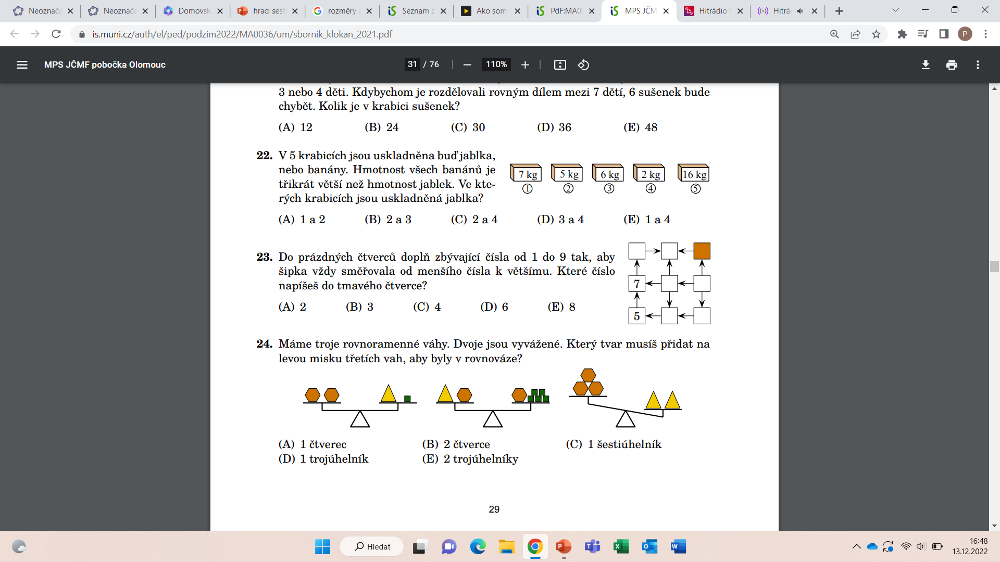 Neoznače
Neoznače
Domovsk
hraci sest
rozměry a
Seznam z
Ako som
PdF:MA00
MPS JČM
Hitrádio
Hitrá
is.muni.cz/auth/el/ped/podzim2022/MA0036/um/sbornik_klokan_2021.pdf
P
MPS JČMF pobočka Olomouc
31 / 76
110%
3 nebo 4 děti. Kdybychom je rozdělovali rovným dílem mezi 7 dětí, 6 sušenek bude
chybět. Kolik je v krabici sušenek?
(A) 12 (B) 24 (C) 30 (D) 36 (E) 48
22. V 5 krabicích jsou uskladněna buď jablka,
nebo banány. Hmotnost všech banánů je
třikrát větší než hmotnost jablek. Ve kte-
rých krabicích jsou uskladněná jablka?
7 kg 5 kg 6 kg 2 kg 16 kg
① ② ③ ④ ⑤
(A) 1 a 2 (B) 2 a 3 (C) 2 a 4 (D) 3 a 4 (E) 1 a 4
23. Do prázdných čtverců doplň zbývající čísla od 1 do 9 tak, aby
šipka vždy směřovala od menšího čísla k většímu. Které číslo
napíšeš do tmavého čtverce?
(A) 2 (B) 3 (C) 4 (D) 6 (E) 8
7
5
24. Máme troje rovnoramenné váhy. Dvoje jsou vyvážené. Který tvar musíš přidat na
levou misku třetích vah, aby byly v rovnováze?
(A) 1 čtverec (B) 2 čtverce (C) 1 šestiúhelník
(D) 1 trojúhelník (E) 2 trojúhelníky
29
Hledat
16:48
13.12.2022